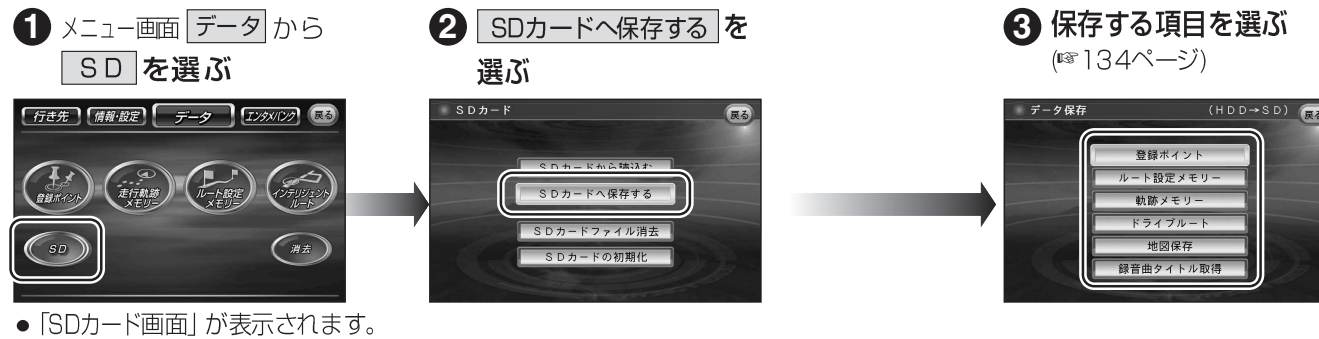 ❶ メニュー画面 データ から
SD を選ぶ
行き先 情報・設定 データ エンタメ/バンク 戻る
登録ポイント
走行軌跡
メモリー
ルート設定
メモリー
インテリジェント
ルート
SD
消去
●「SDカード画面」が表示されます。
❷ SDカードへ保存する を
選ぶ
SDカード 戻る
SDカードから読込む
SDカードへ保存する
SDカードファイル消去
SDカードの初期化
❸ 保存する項目を選ぶ
(☞134ページ)
データ保存 (HDD→SD) 戻る
登録ポイント
ルート設定メモリー
軌跡メモリー
ドライブルート
地図保存
録音曲タイトル取得